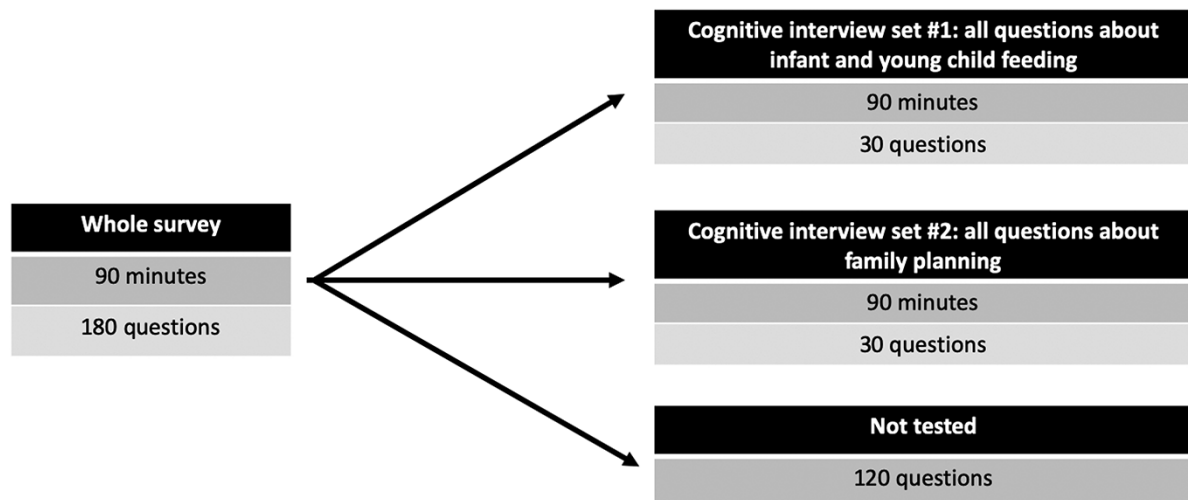 Whole survey
90 minutes
180 questions
Cognitive interview set #1: all questions about
infant and young child feeding
90 minutes
30 questions
Cognitive interview set #2: all questions about
family planning
90 minutes
30 questions
Not tested
120 questions